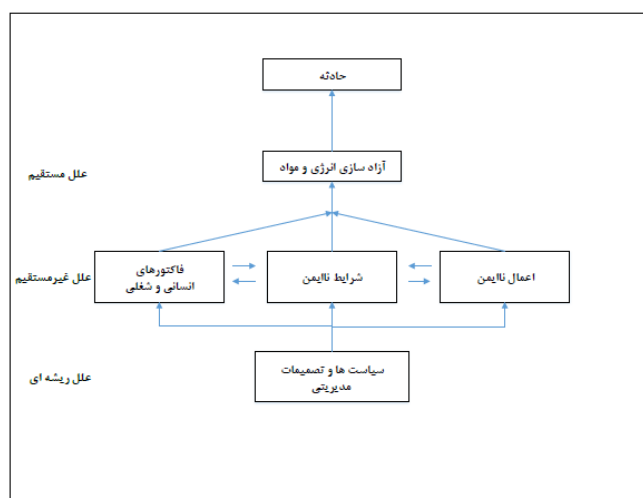 حادثه
علل مستقیم
آزاد سازی انرژی و مواد
علل غیرمستقیم
اعمال ناایمن
شرایط ناایمن
فاکتورهای
انسانی و شغلی
علل ریشه ای
سیاست ها و تصمیمات
مدیریتی